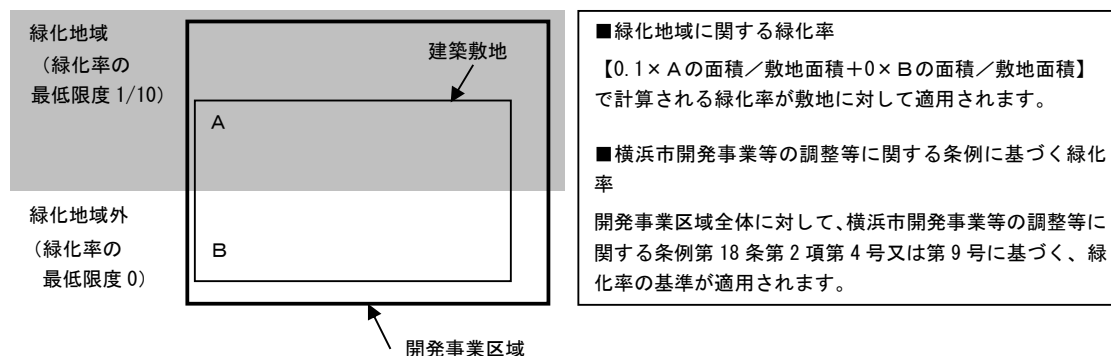 緑化地域
（緑化率の
最低限度 1/10）
建築敷地
A
緑化地域外
（緑化率の
最低限度 0）
B
開発事業区域
■緑化地域に関する緑化率
【0.1×Aの面積／敷地面積＋0×Bの面積／敷地面積】
で計算される緑化率が敷地に対して適用されます。
■横浜市開発事業等の調整等に関する条例に基づく緑化
率
開発事業区域全体に対して、横浜市開発事業等の調整等に
関する条例第 18 条第 2 項第 4 号又は第 9 号に基づく、緑
化率の基準が適用されます。